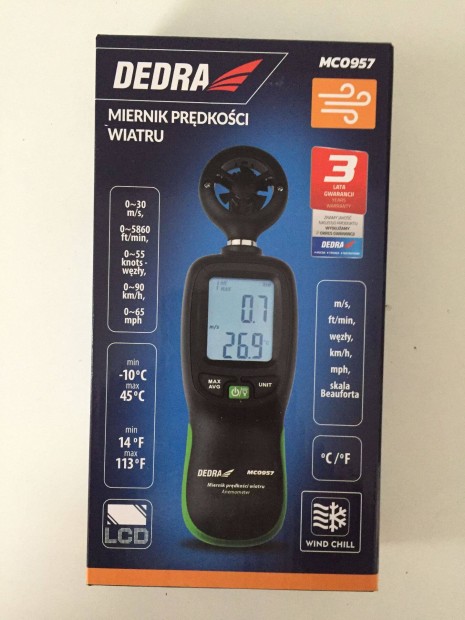 DEDRA
MC0957
MIERNIK PRĘDKOŚCI
WIATRU
3
LATA
GWARANCJI
DEDRA
0~30
m/s,
0~5860
ft/min,
0~55
knots -
węzły,
0~90
km/h,
0~65
mph
0.7
m/s
26.9
MAX
AVG
UNIT
m/s,
ft/min,
węzły,
km/h,
mph,
skala
Beauforta
min
-10°C
max
45°C
min
14°F
max
113°F
°C/°F
DEDRA MC0957
Miernik prędkości wiatru
Anemometer
LCD
WIND CHILL